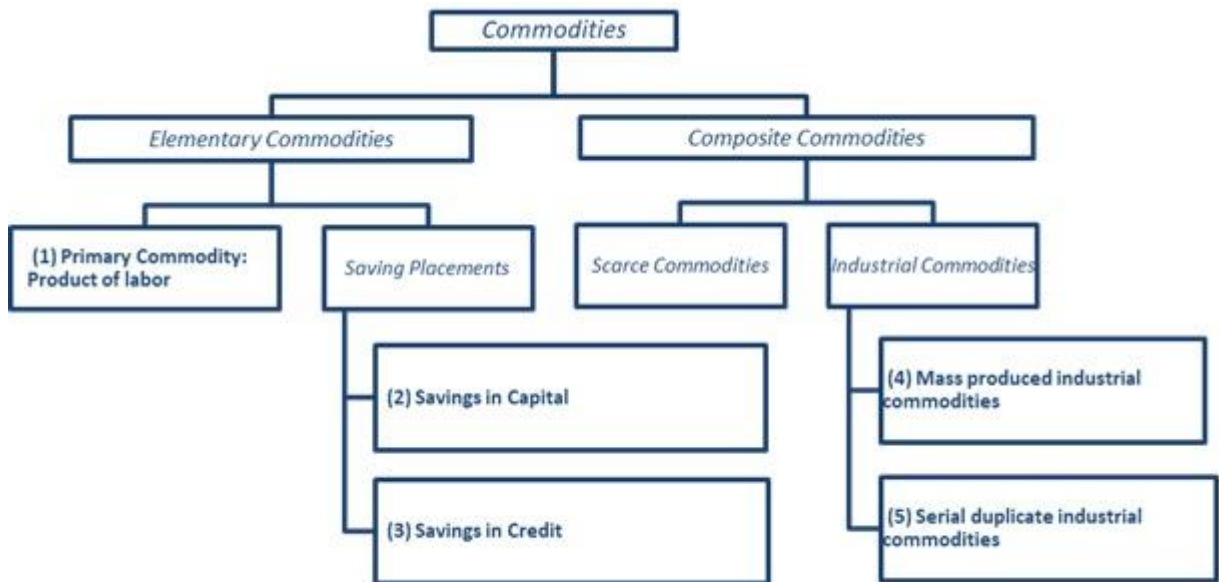 Commodities
Elementary Commodities
Composite Commodities
(1) Primary Commodity:
Product of labor
Saving Placements
Scarce Commodities
Industrial Commodities
(2) Savings in Capital
(4) Mass produced industrial
commodities
(3) Savings in Credit
(5) Serial duplicate industrial
commodities